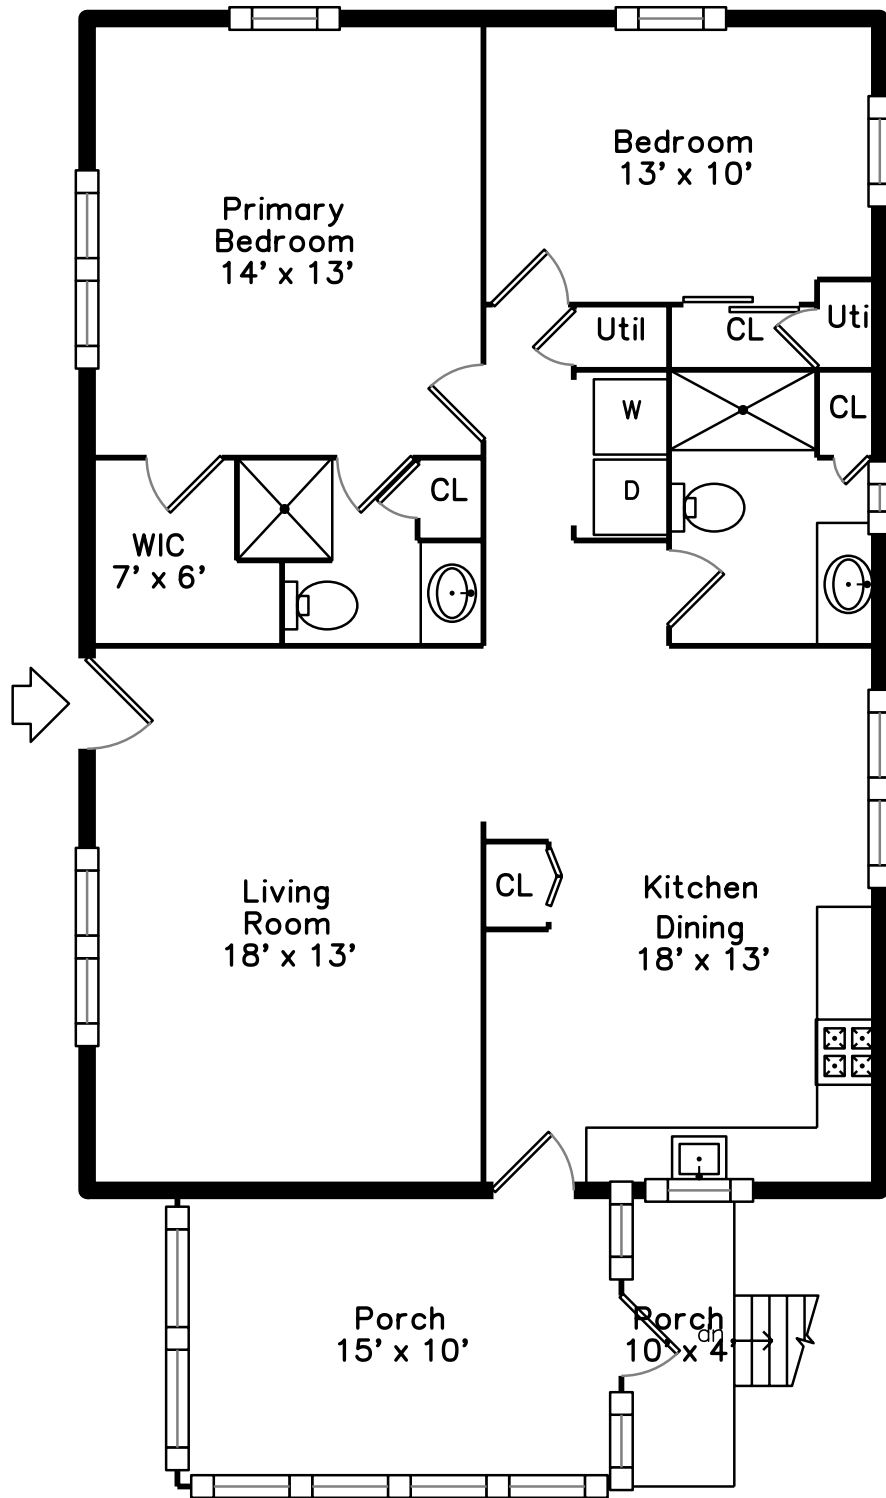 Bedroom
13' x 10'
Primary
Bedroom
14' x 13'
Util
CL
Uti
W
CL
D
CL
WIC
7' x 6'
Living
Room
18' x 13'
CL
Kitchen
Dining
18' x 13'
Porch
15' x 10'
Porch
10' x 4'
dn